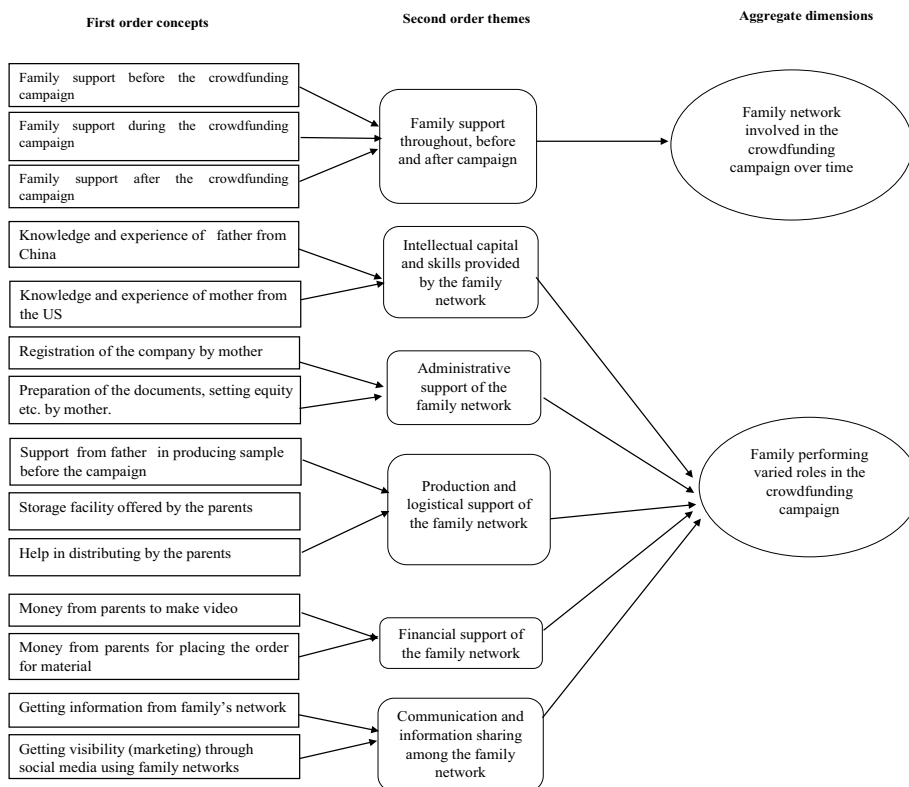 First order concepts
Second order themes
Aggregate dimensions
Family support before the crowdfunding
campaign
Family support during the crowdfunding
campaign
Family support after the crowdfunding
campaign
Family support
throughout, before
and after campaign
Family network
involved in the
crowdfunding
campaign over time
Knowledge and experience of father from
China
Knowledge and experience of mother from
the US
Intellectual capital
and skills provided
by the family
network
Registration of the company by mother
Preparation of the documents, setting equity
etc. by mother.
Administrative
support of the
family network
Support from father in producing sample
before the campaign
Storage facility offered by the parents
Help in distributing by the parents
Production and
logistical support of
the family network
Family performing
varied roles in the
crowdfunding
campaign
Money from parents to make video
Money from parents for placing the order
for material
Financial support of
the family network
Getting information from family's network
Getting visibility (marketing) through
social media using family networks
Communication and
information sharing
among the family
network